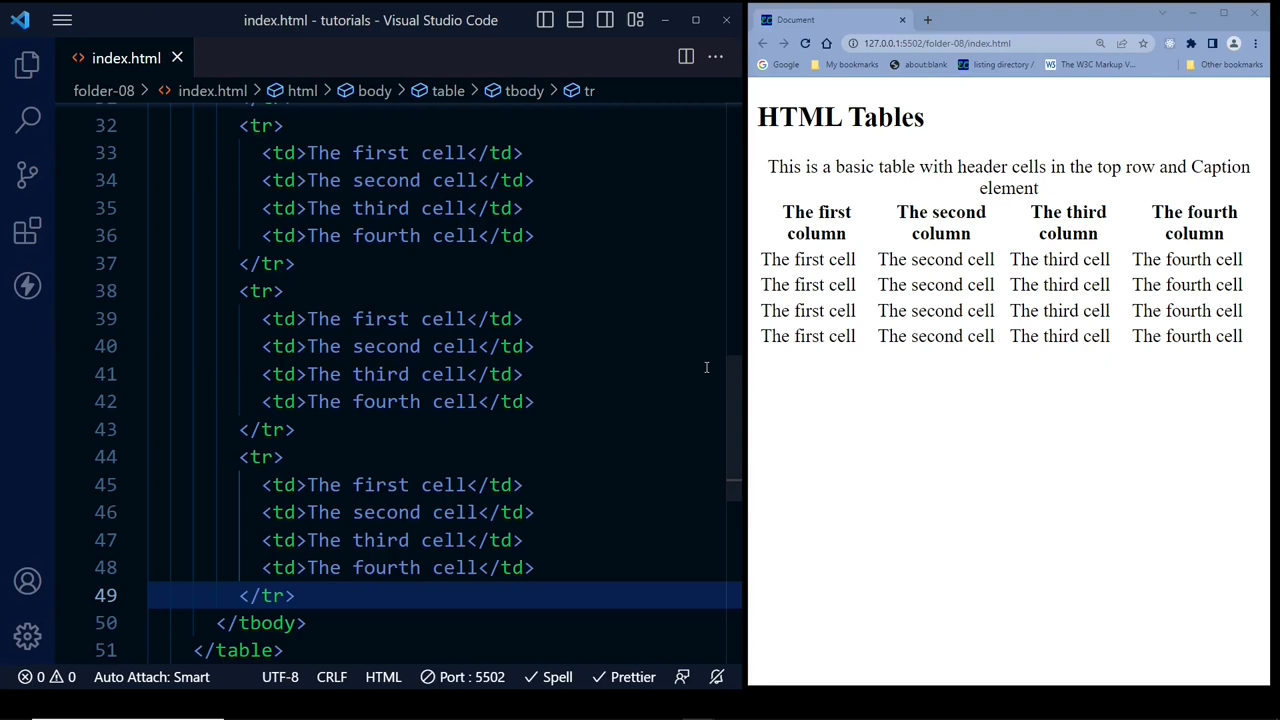 index.html - tutorials - Visual Studio Code
index.html
folder-08 > index.html > html > body > table > tbody > tr
32 <tr>
33 <td>The first cell</td>
34 <td>The second cell</td>
35 <td>The third cell</td>
36 <td>The fourth cell</td>
37 </tr>
38 <tr>
39 <td>The first cell</td>
40 <td>The second cell</td>
41 <td>The third cell</td>
42 <td>The fourth cell</td>
43 </tr>
44 <tr>
45 <td>The first cell</td>
46 <td>The second cell</td>
47 <td>The third cell</td>
48 <td>The fourth cell</td>
49 </tr>
50 </tbody>
51 </table>
0 0 Auto Attach: Smart UTF-8 CRLF HTML Port : 5502 Spell Prettier
Document
127.0.0.1:5502/folder-08/index.html
Google My bookmarks about:blank listing directory / The W3C Markup V... Other bookmarks
HTML Tables
This is a basic table with header cells in the top row and Caption
element
The first The second The third The fourth
column column column column
The first cell The second cell The third cell The fourth cell
The first cell The second cell The third cell The fourth cell
The first cell The second cell The third cell The fourth cell
The first cell The second cell The third cell The fourth cell